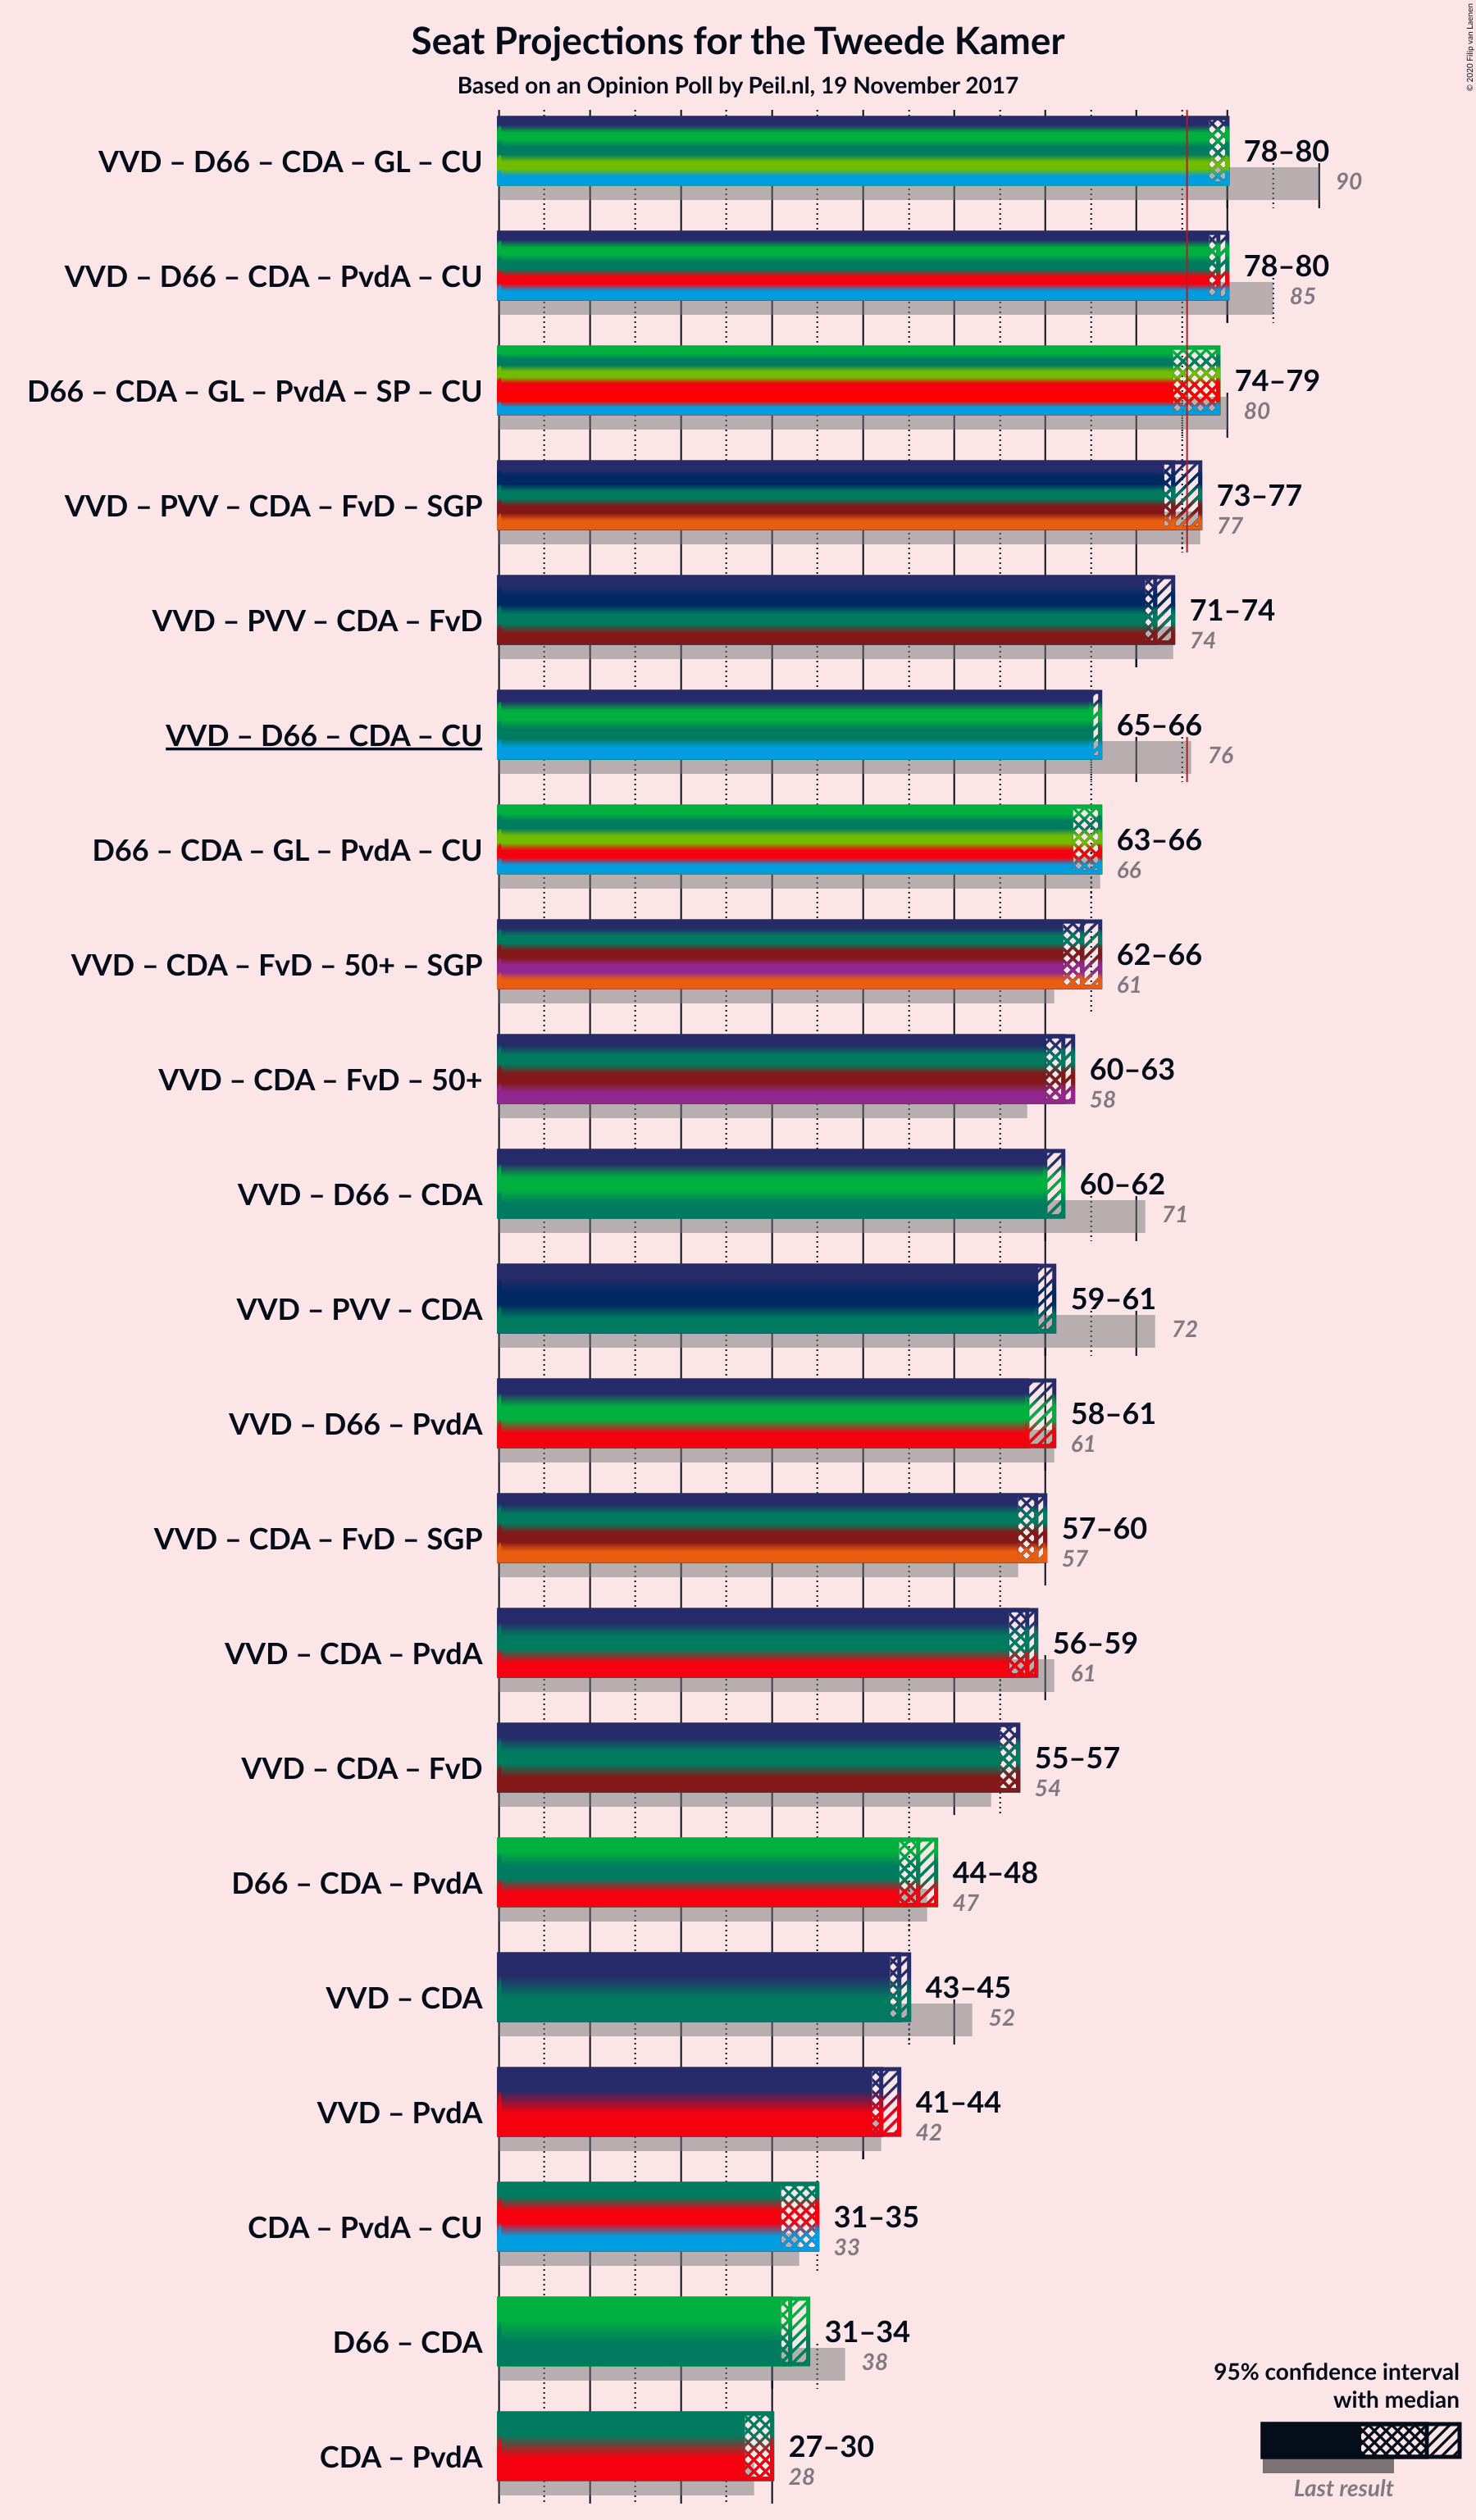 Seat Projections for the Tweede Kamer
Based on an Opinion Poll by Peil.nl, 19 November 2017
© 2020 Filip van Laenen
VVD – D66 – CDA – GL – CU
78–80
90
VVD – D66 – CDA – PvdA – CU
78–80
85
D66 – CDA – GL – PvdA – SP – CU
74–79
80
VVD – PVV – CDA – FvD – SGP
73–77
77
VVD – PVV – CDA – FvD
71–74
74
VVD – D66 – CDA – CU
65–66
76
D66 – CDA – GL – PvdA – CU
63–66
66
VVD – CDA – FvD – 50+ – SGP
62–66
61
VVD – CDA – FvD – 50+
60–63
58
VVD – D66 – CDA
60–62
71
VVD – PVV – CDA
59–61
72
VVD – D66 – PvdA
58–61
61
VVD – CDA – FvD – SGP
57–60
57
VVD – CDA – PvdA
56–59
61
VVD – CDA – FvD
55–57
54
D66 – CDA – PvdA
44–48
47
VVD – CDA
43–45
52
VVD – PvdA
41–44
42
CDA – PvdA – CU
31–35
33
D66 – CDA
31–34
38
CDA – PvdA
27–30
28
95% confidence interval
with median
Last result